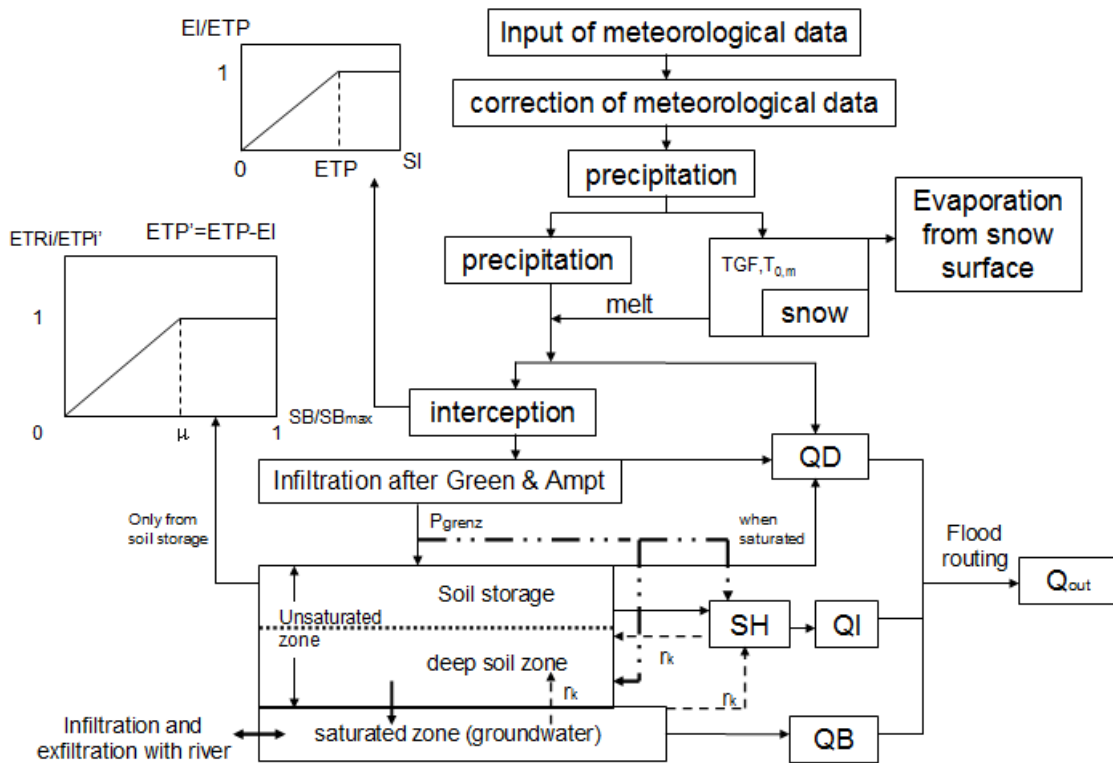 EI/ETP
1
0
ETP
SI
Input of meteorological data
correction of meteorological data
precipitation
Evaporation
from snow
surface
precipitation
TGF,T0,m
snow
melt
ETRi/ETPi'
ETP'=ETP-EI
1
0
μ
SB/SBmax
1
interception
QD
Infiltration after Green & Ampt
Only from
soil storage
Pgrenz
when
saturated
Flood
routing
Qout
Soil storage
Unsaturated
zone
SH
QI
deep soil zone
rk
rk
rk
Infiltration and
exfiltration with river
saturated zone (groundwater)
QB